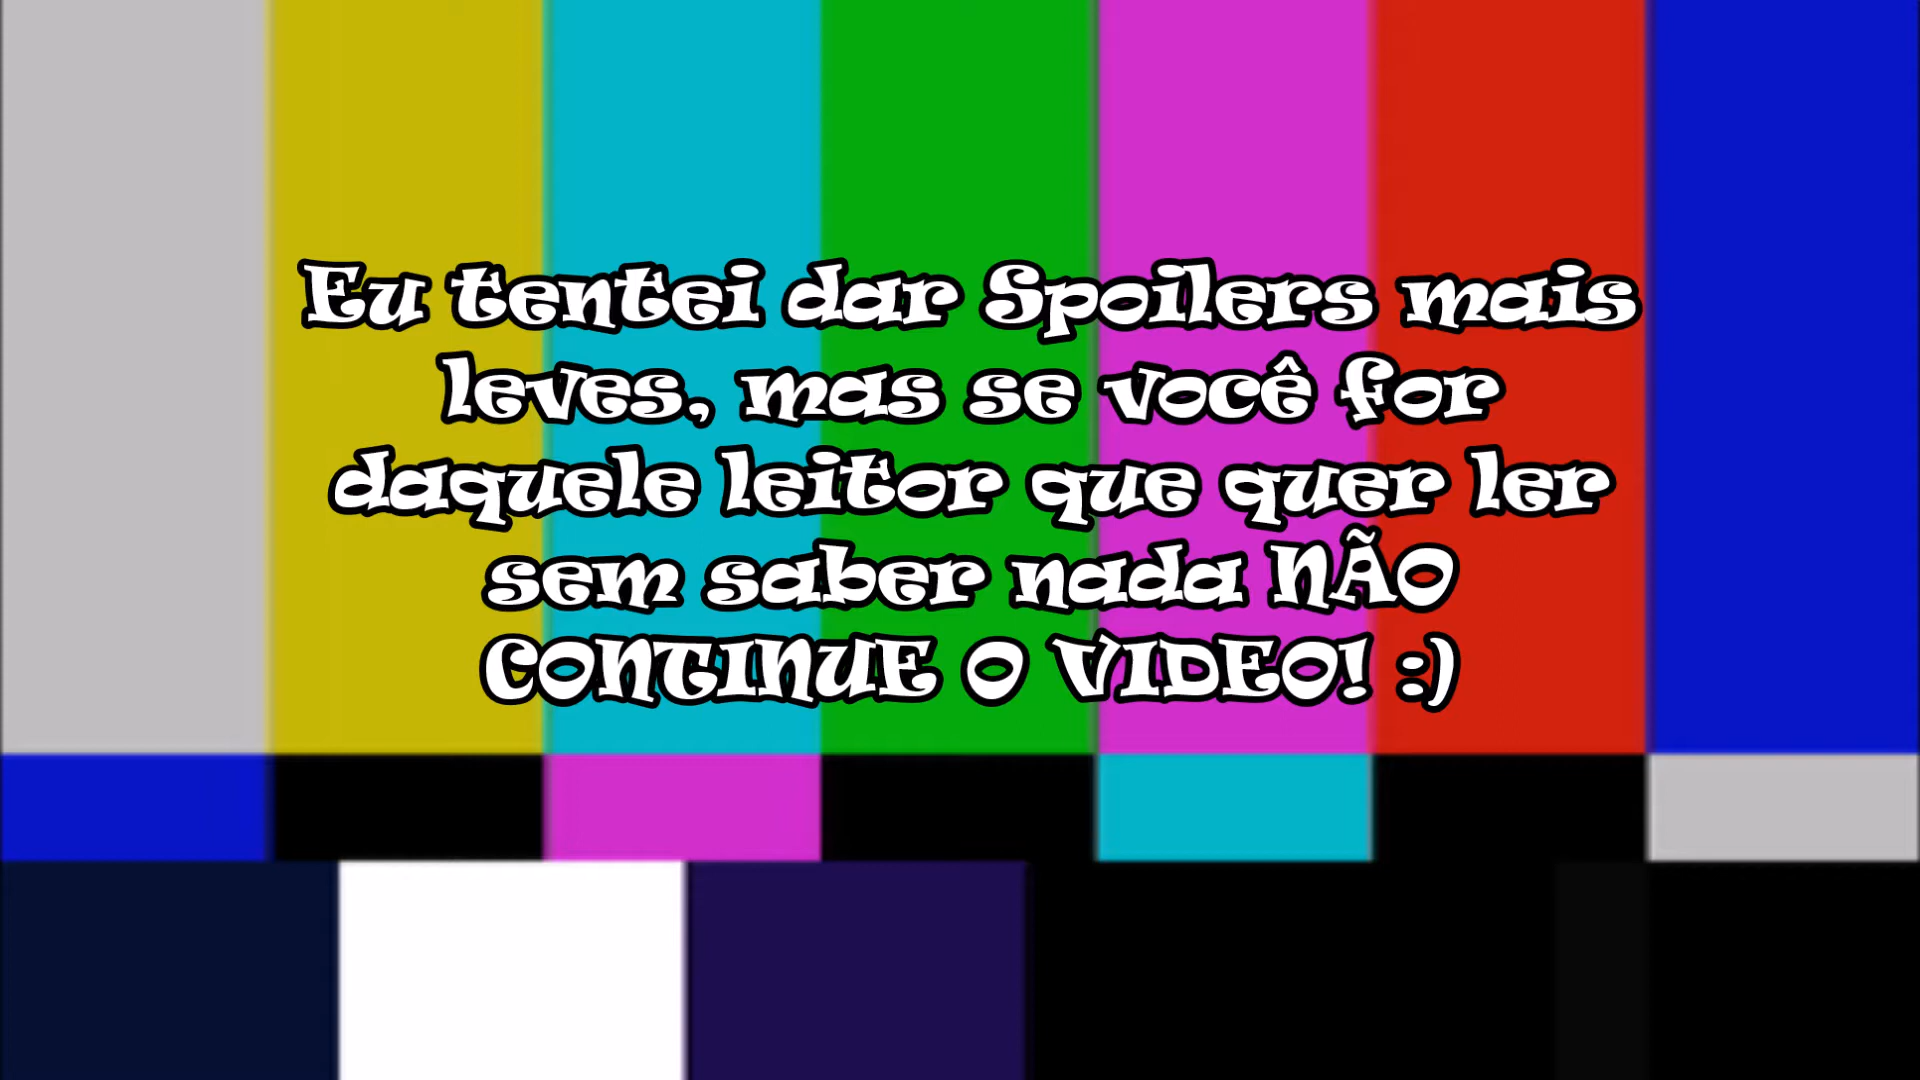 Eu tentei dar Spoilers mais
leves, mas se você for
daquele leitor que quer ler
sem saber nada NÃO
CONTINUE O VIDEO! :)